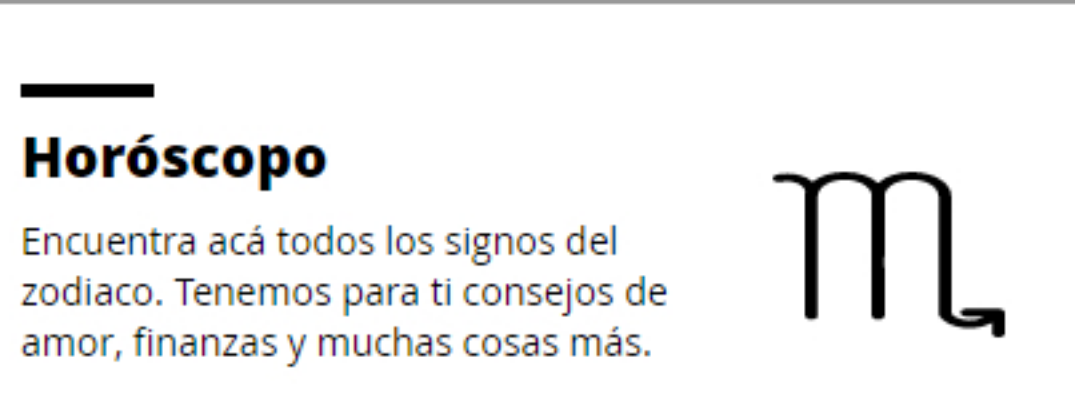 Horóscopo
Encuentra acá todos los signos del
zodiaco. Tenemos para ti consejos de
amor, finanzas y muchas cosas más.